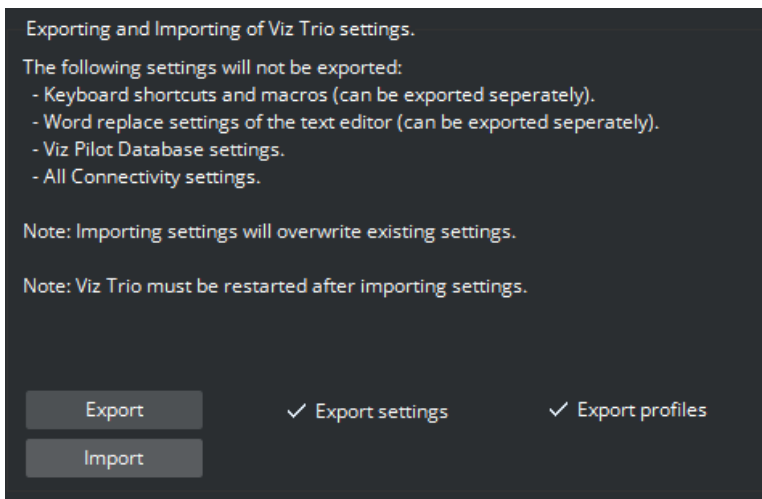 Exporting and Importing of Viz Trio settings.
The following settings will not be exported:
- Keyboard shortcuts and macros (can be exported seperately).
- Word replace settings of the text editor (can be exported seperately).
- Viz Pilot Database settings.
- All Connectivity settings.
Note: Importing settings will overwrite existing settings.
Note: Viz Trio must be restarted after importing settings.
Export
Export settings
Export profiles
Import